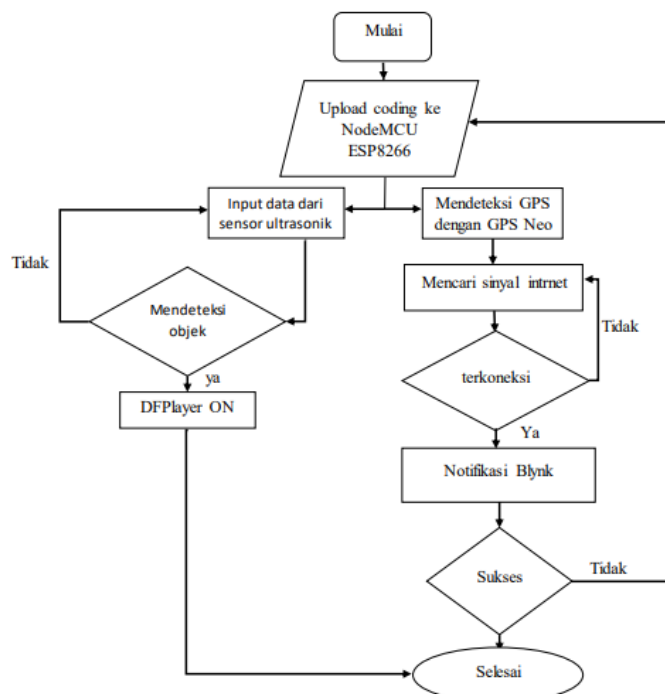 Mulai
Upload coding ke
NodeMCU
ESP8266
Input data dari
sensor ultrasonik
Mendeteksi GPS
dengan GPS Neo
Tidak
Mencari sinyal intrnet
Tidak
Mendeteksi
objek
terkoneksi
ya
DFPlayer ON
Ya
Notifikasi Blynk
Sukses
Tidak
Selesai